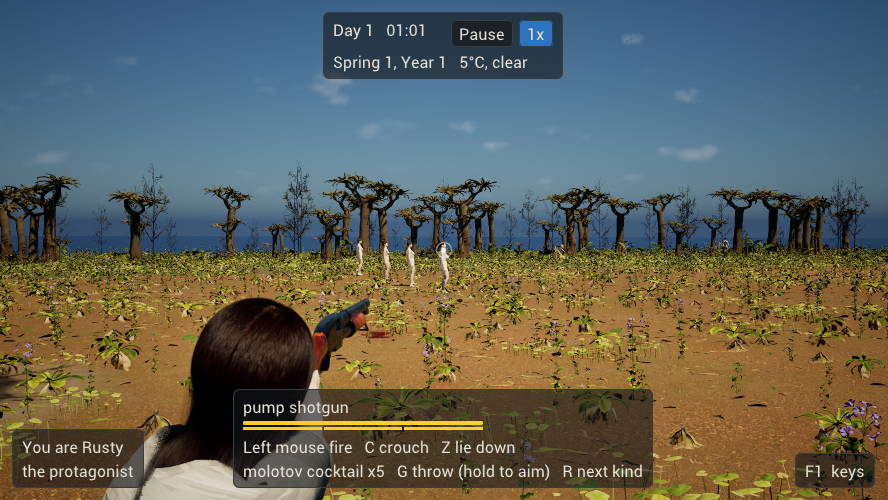 Day 1 01:01 Pause 1x
Spring 1, Year 1 5°C, clear
pump shotgun
Left mouse fire C crouch Z lie down
molotov cocktail x5 G throw (hold to aim) R next kind
You are Rusty
the protagonist
F1 keys